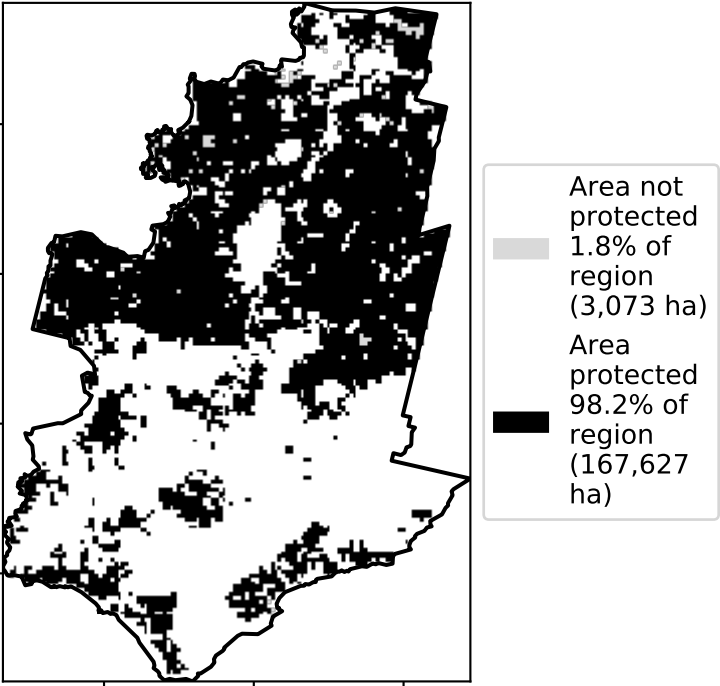 Area not
protected
1.8% of
region
(3,073 ha)
Area
protected
98.2% of
region
(167,627
ha)